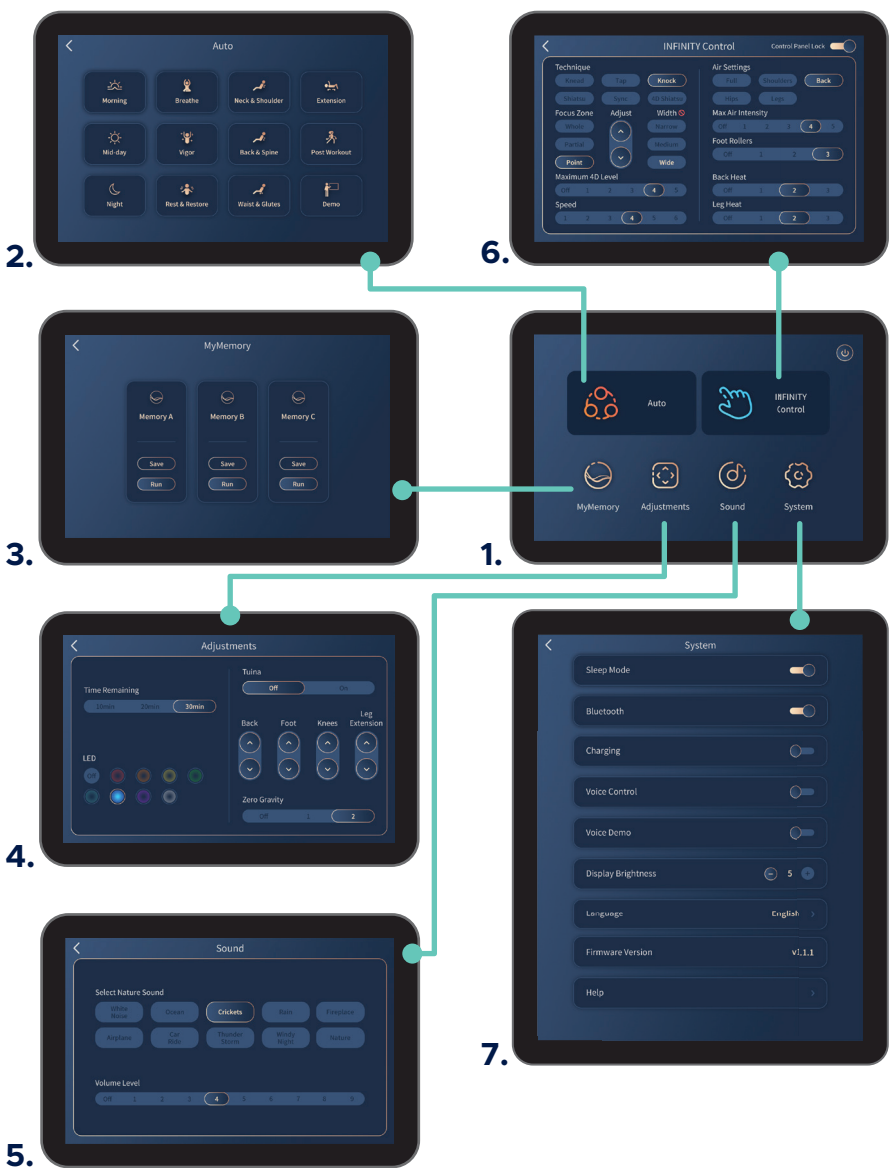 Auto
Morning
Breathe
Neck & Shoulder
Extension
Mid-day
Vigor
Back & Spine
Post Workout
Night
Rest & Restore
Waist & Glutes
Demo
2.
INFINITY Control
Control Panel Lock
Technique
Knead
Tap
Knock
Shiatsu
Sync
4D Shiatsu
Focus Zone
Adjust
Width
Whole
Narrow
Partial
Medium
Point
Wide
Maximum 4D Level
Off 1 2 3 4 5
Speed
1 2 3 4 5 6
Air Settings
Full
Shoulders
Back
Hips
Legs
Max Air Intensity
Off 1 2 3 4 5
Foot Rollers
Off 1 2 3
Back Heat
Off 1 2 3
Leg Heat
Off 1 2 3
6.
MyMemory
Memory A
Memory B
Memory C
Save
Save
Save
Run
Run
Run
3.
Auto
INFINITY
Control
MyMemory
Adjustments
Sound
System
1.
Adjustments
Time Remaining
10min 20min 30min
LED
Off
Tuina
Off On
Back
Foot
Knees
Leg
Extension
Zero Gravity
Off 1 2
4.
Sound
Select Nature Sound
White
Noise
Ocean
Crickets
Rain
Fireplace
Airplane
Car
Ride
Thunder
Storm
Windy
Night
Nature
Volume Level
Off 1 2 3 4 5 6 7 8 9
5.
System
Sleep Mode
Bluetooth
Charging
Voice Control
Voice Demo
Display Brightness
5
Language
English
Firmware Version
v1.1.1
Help
7.